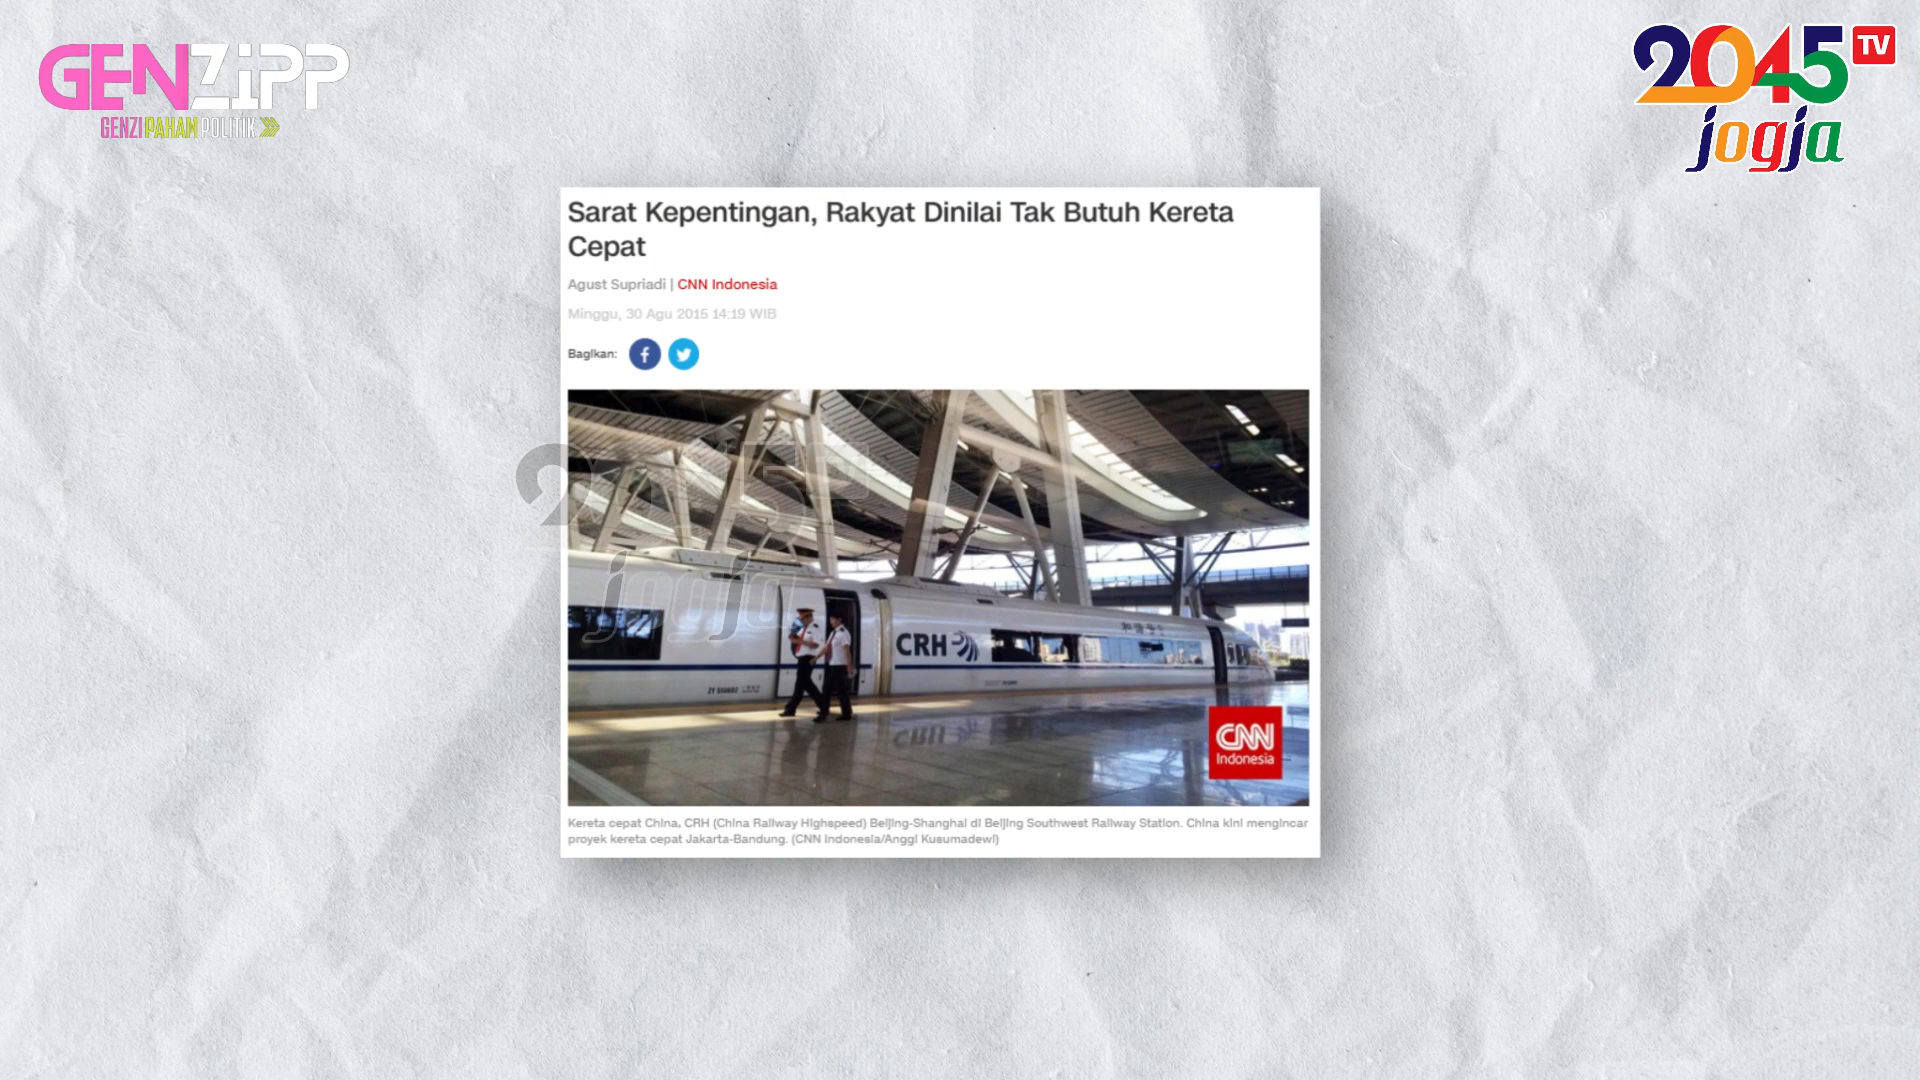 GENZIPP
GENZI PAHAM POLITIK
2045 TV
jogja
Sarat Kepentingan, Rakyat Dinilai Tak Butuh Kereta
Cepat
Agust Supriadi | CNN Indonesia
Minggu, 30 Agu 2015 14:19 WIB
Bagikan:
CRH
CNN
Indonesia
Kereta cepat China, CRH (China Railway Highspeed) Beijing-Shanghai di Beijing Southwest Railway Station. China kini mengincar
proyek kereta cepat Jakarta-Bandung. (CNN Indonesia/Anggi Kusumadewi)